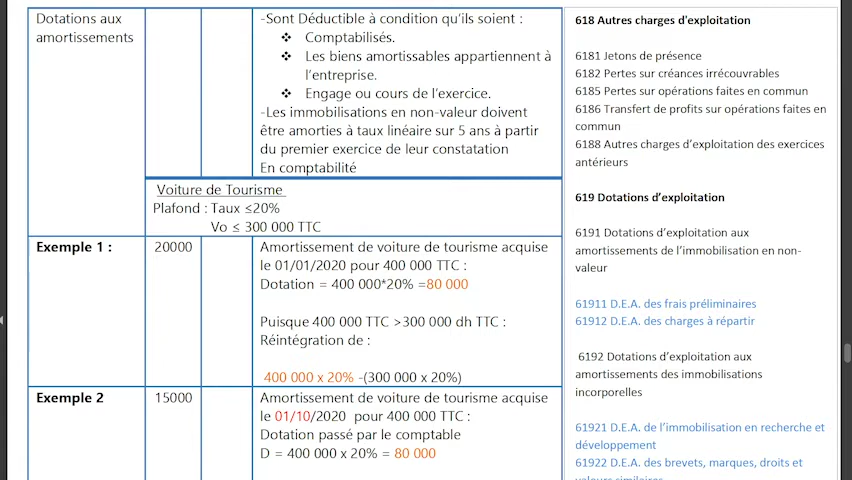 Dotations aux
amortissements
-Sont Déductible à condition qu'ils soient :
❖ Comptabilisés.
❖ Les biens amortissables appartiennent à
l'entreprise.
❖ Engage ou cours de l'exercice.
-Les immobilisations en non-valeur doivent
être amorties à taux linéaire sur 5 ans à partir
du premier exercice de leur constatation
En comptabilité
Voiture de Tourisme
Plafond : Taux ≤20%
Vo ≤ 300 000 TTC
Exemple 1 :
20000
Amortissement de voiture de tourisme acquise
le 01/01/2020 pour 400 000 TTC :
Dotation = 400 000*20% =80 000
Puisque 400 000 TTC >300 000 dh TTC :
Réintégration de :
400 000 x 20% -(300 000 x 20%)
Exemple 2
15000
Amortissement de voiture de tourisme acquise
le 01/10/2020 pour 400 000 TTC :
Dotation passé par le comptable
D = 400 000 x 20% = 80 000
618 Autres charges d'exploitation
6181 Jetons de présence
6182 Pertes sur créances irrécouvrables
6185 Pertes sur opérations faites en commun
6186 Transfert de profits sur opérations faites en
commun
6188 Autres charges d'exploitation des exercices
antérieurs
619 Dotations d'exploitation
6191 Dotations d'exploitation aux
amortissements de l'immobilisation en non-
valeur
61911 D.E.A. des frais préliminaires
61912 D.E.A. des charges à répartir
6192 Dotations d'exploitation aux
amortissements des immobilisations
incorporelles
61921 D.E.A. de l'immobilisation en recherche et
développement
61922 D.E.A. des brevets, marques, droits et
valeurs similaires